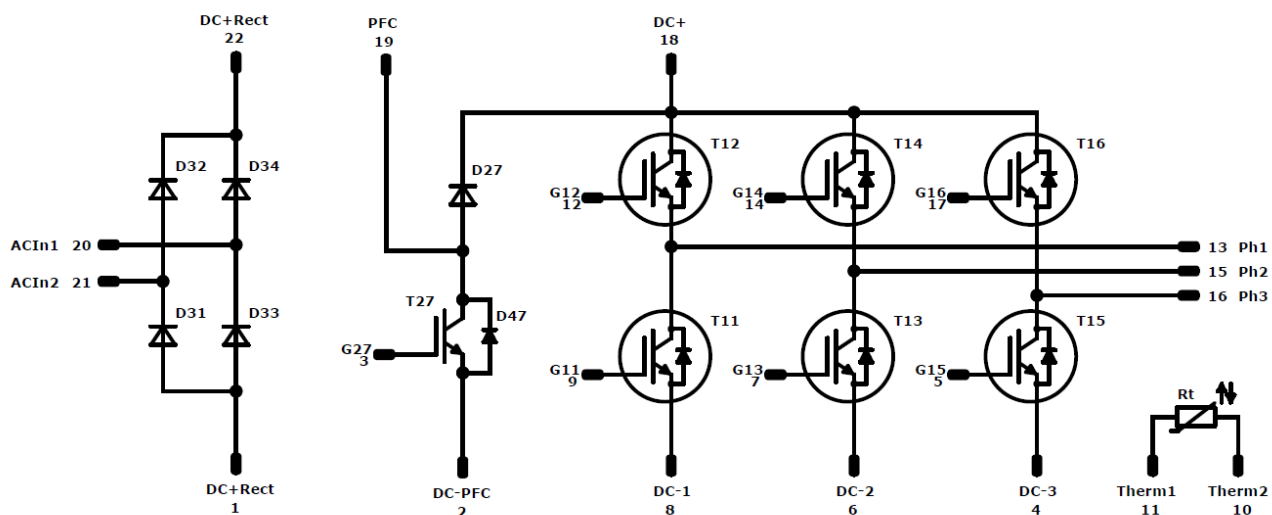 DC+Rect
22
PFC
19
DC+
18
D32
D34
D27
T12
T14
T16
G12
12
G14
14
G16
17
ACIn1 20
ACIn2 21
13 Ph1
15 Ph2
16 Ph3
D31
D33
T27
D47
G27
3
T11
T13
T15
G11
9
G13
7
G15
5
Rt
DC+Rect
1
DC-PFC
2
DC-1
8
DC-2
6
DC-3
4
Therm1
11
Therm2
10